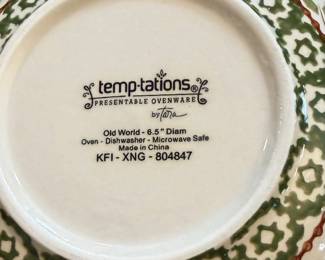 temp·tations®
PRESENTABLE OVENWARE
by tara
Old World - 6.5" Diam
Oven - Dishwasher - Microwave Safe
Made in China
KFI - XNG - 804847